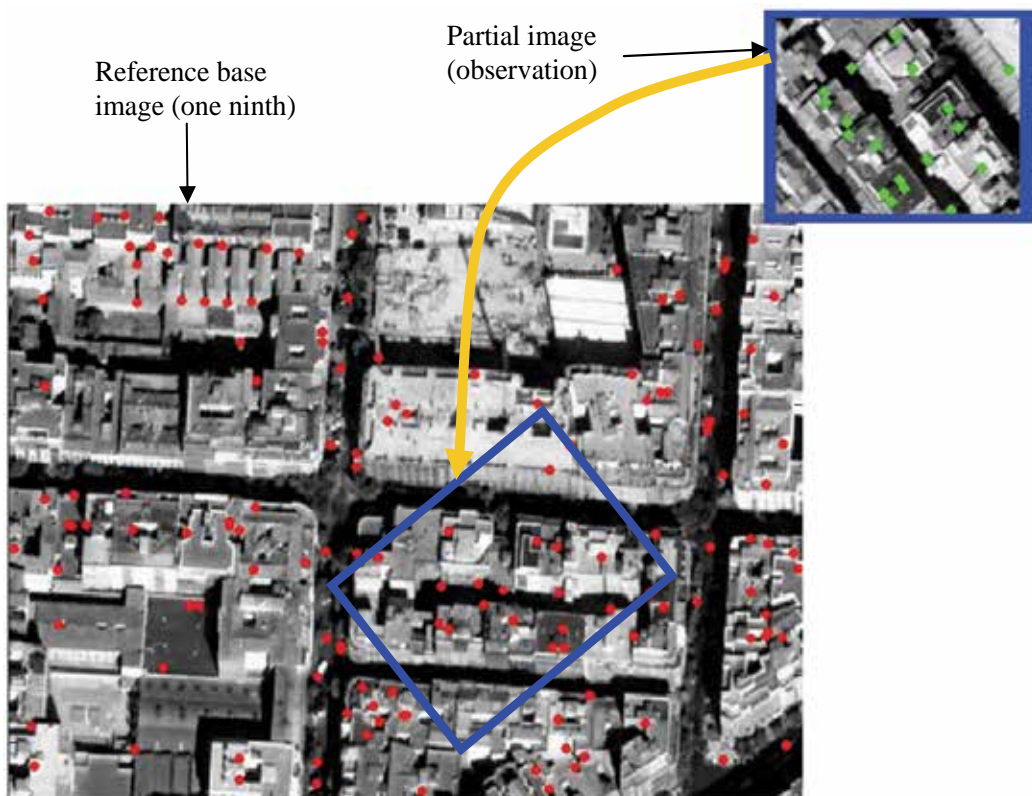 Partial image
(observation)
Reference base
image (one ninth)